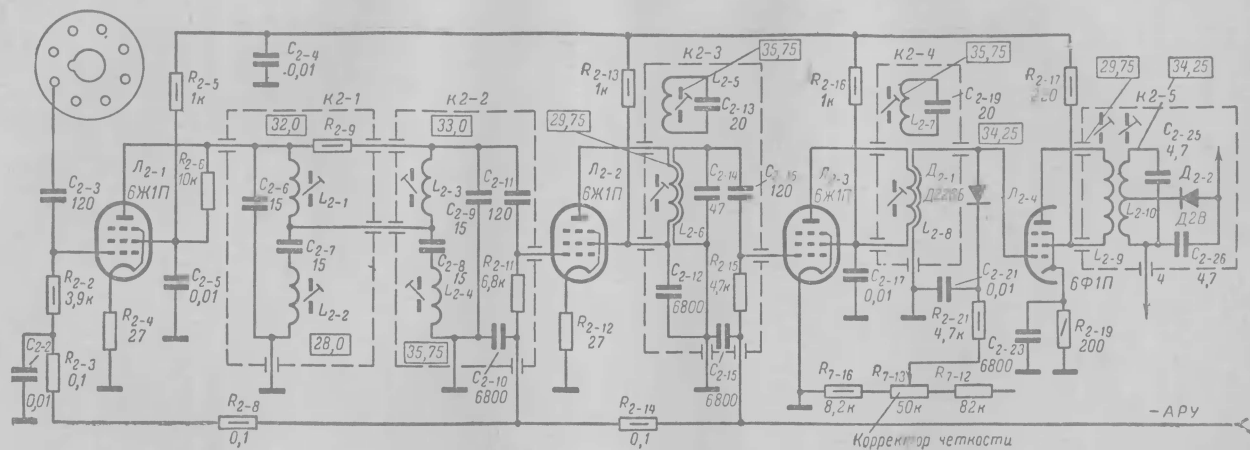 C2-4
0,01
R2-5
1к
К2-1
32,0
R2-9
К2-2
33,0
Л2-1
6Ж1П
R2-6
10к
C2-3
120
C2-6
15
L2-1
C2-7
15
L2-2
28,0
L2-3
C2-9
15
C2-11
120
C2-8
15
L2-4
35,75
R2-11
6,8к
C2-10
6800
C2-5
0,01
R2-2
3,9к
R2-4
27
C2-2
0,01
R2-3
0,1
R2-8
0,1
R2-13
1к
К2-3
35,75
L2-5
C2-13
20
29,75
Л2-2
6Ж1П
C2-14
47
120
L2-6
C2-12
6800
R2-15
4,7к
C2-15
6800
R2-12
27
R2-14
0,1
R2-16
1к
К2-4
35,75
L2-7
C2-19
20
34,25
Л2-3
6Ж1П
Д2-1
L2-8
C2-17
0,01
C2-21
0,01
R2-21
4,7к
R7-16
8,2к
R7-13
50к
R7-12
82к
Корректор четкости
R2-17
Л2-4
6Ф1П
C2-23
6800
R2-19
200
29,75
34,25
К2-5
C2-25
4,7
Д2-2
Д2В
L2-10
L2-9
C2-26
4,7
4
-АРУ